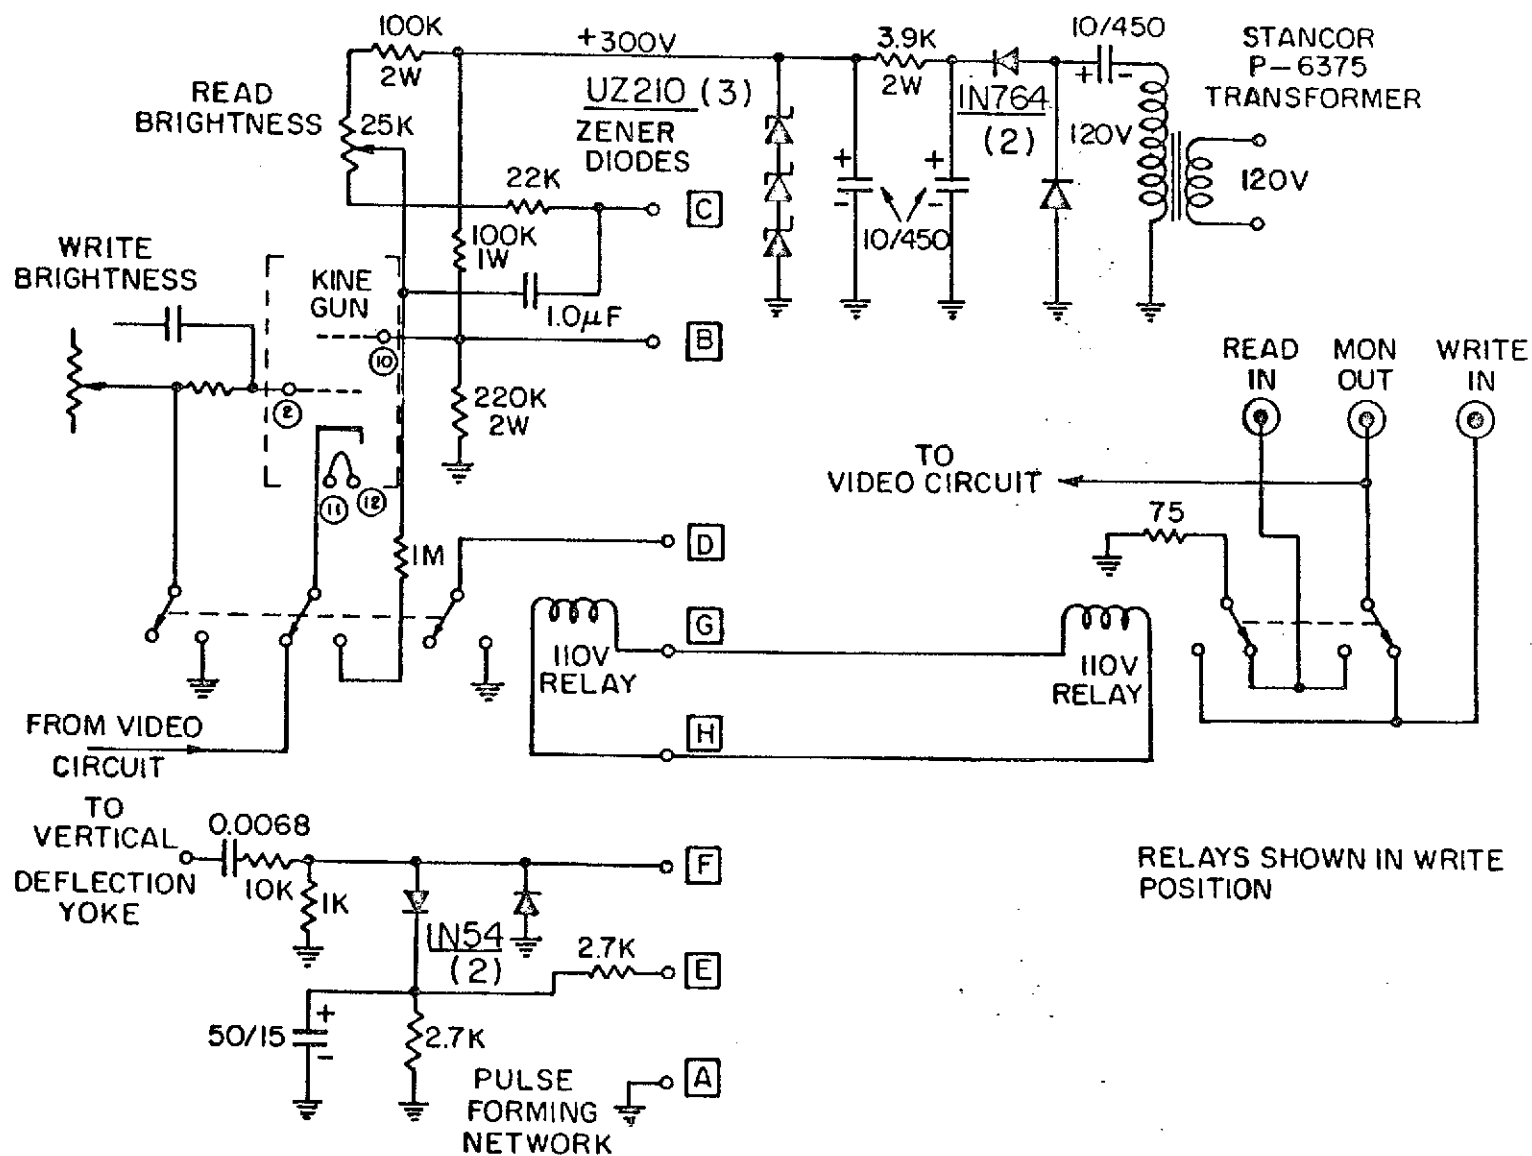 100K
2W
+300V
3.9K
2W
10/450
+ -
STANCOR
P-6375
TRANSFORMER
READ
BRIGHTNESS
25K
UZ210 (3)
ZENER
DIODES
1N764
(2)
120V
120V
22K
C
+
-
+
-
10/450
WRITE
BRIGHTNESS
100K
1W
KINE
GUN
1.0μF
B
10
2
220K
2W
11
12
READ
IN
MON
OUT
WRITE
IN
TO
VIDEO CIRCUIT
75
1M
D
G
110V
RELAY
110V
RELAY
H
FROM VIDEO
CIRCUIT
TO
VERTICAL
DEFLECTION
YOKE
0.0068
10K
1K
F
1N54
(2)
2.7K
E
50/15
+
-
2.7K
A
PULSE
FORMING
NETWORK
RELAYS SHOWN IN WRITE
POSITION